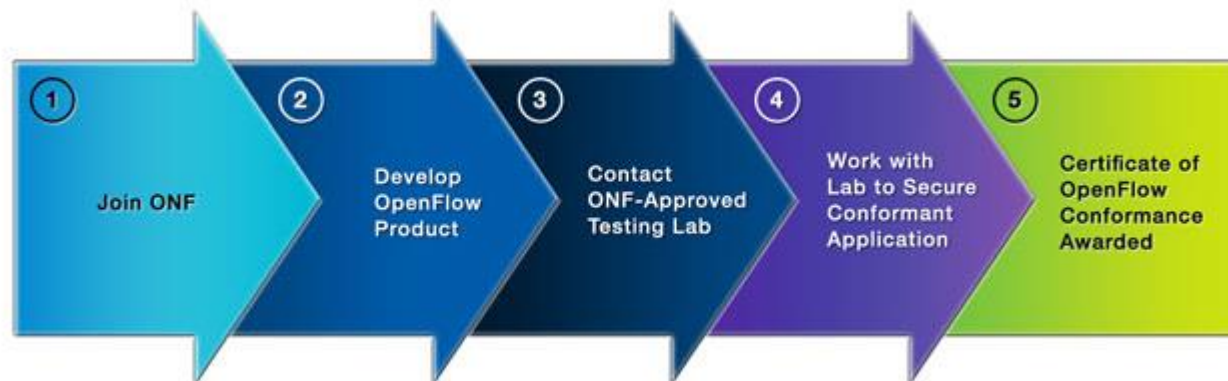 1
Join ONF
2
Develop
OpenFlow
Product
3
Contact
ONF-Approved
Testing Lab
4
Work with
Lab to Secure
Conformant
Application
5
Certificate of
OpenFlow
Conformance
Awarded